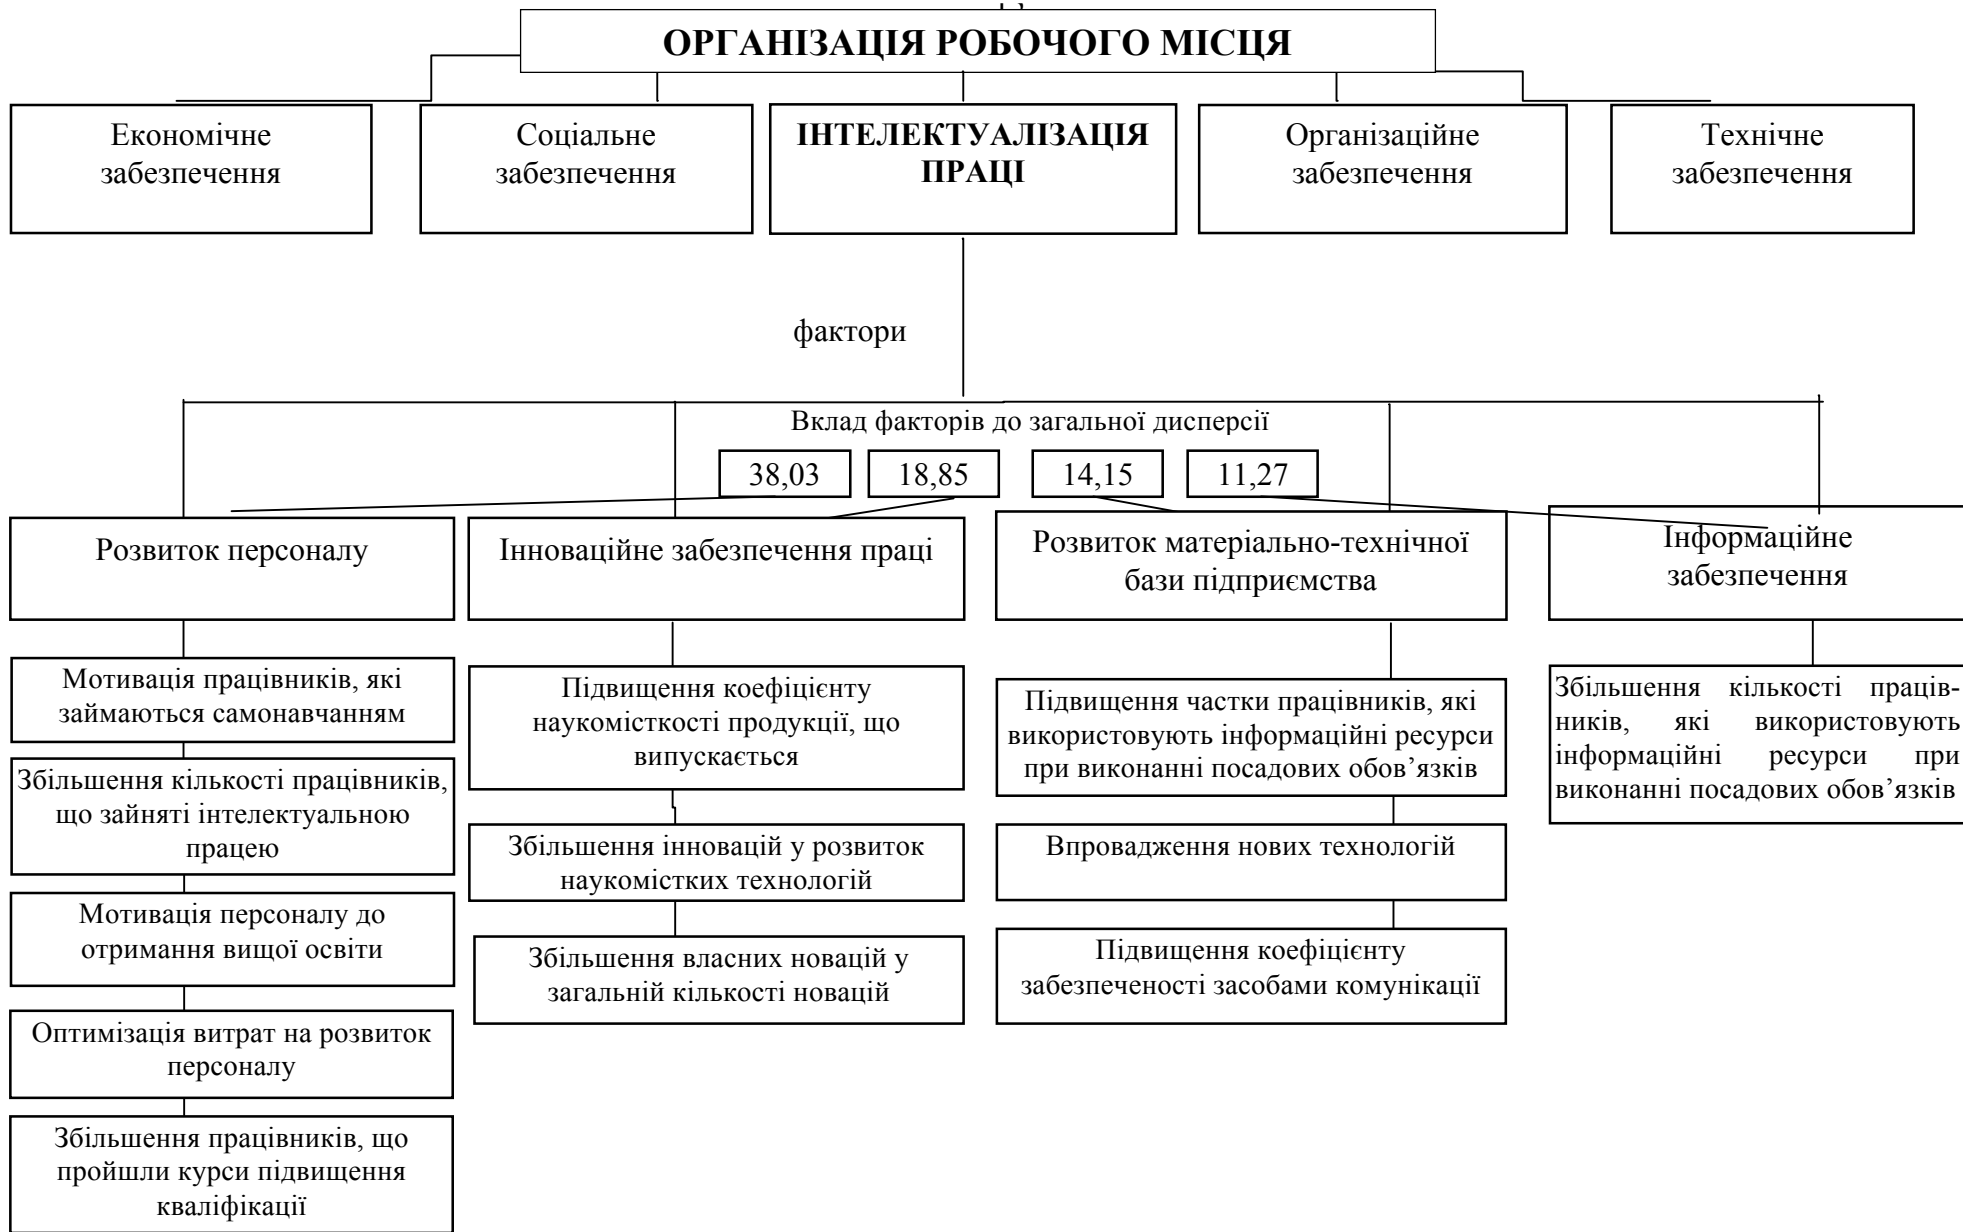 ОРГАНІЗАЦІЯ РОБОЧОГО МІСЦЯ
Економічне
забезпечення
Соціальне
забезпечення
ІНТЕЛЕКТУАЛІЗАЦІЯ
ПРАЦІ
Організаційне
забезпечення
Технічне
забезпечення
фактори
Вклад факторів до загальної дисперсії
38,03
18,85
14,15
11,27
Розвиток персоналу
Інноваційне забезпечення праці
Розвиток матеріально-технічної
бази підприємства
Інформаційне
забезпечення
Мотивація працівників, які
займаються самонавчанням
Збільшення кількості працівників,
що зайняті інтелектуальною
працею
Мотивація персоналу до
отримання вищої освіти
Оптимізація витрат на розвиток
персоналу
Збільшення працівників, що
пройшли курси підвищення
кваліфікації
Підвищення коефіцієнту
наукомісткості продукції, що
випускається
Збільшення інновацій у розвиток
наукомістких технологій
Збільшення власних новацій у
загальній кількості новацій
Підвищення частки працівників, які
використовують інформаційні ресурси
при виконанні посадових обов’язків
Впровадження нових технологій
Підвищення коефіцієнту
забезпеченості засобами комунікації
Збільшення кількості праців-
ників, які використовують
інформаційні ресурси при
виконанні посадових обов’язків